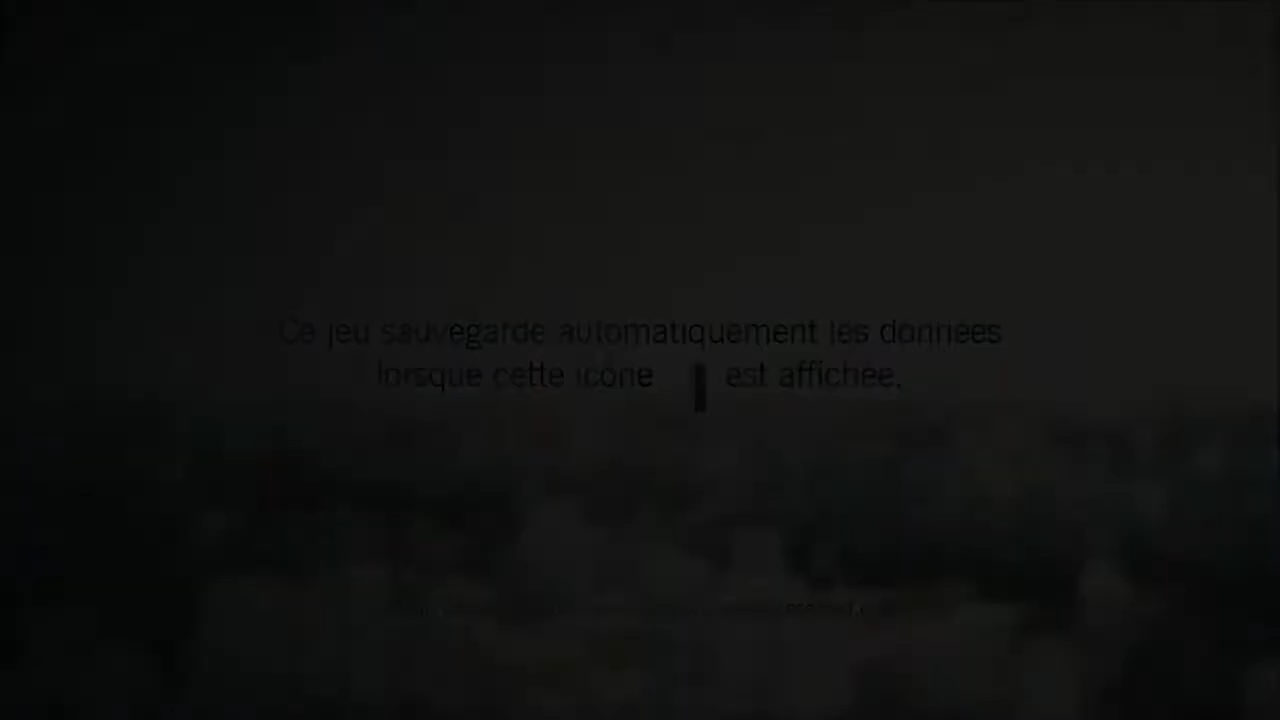 Ce jeu sauvegarde automatiquement les données
lorsque cette icône est affichée.